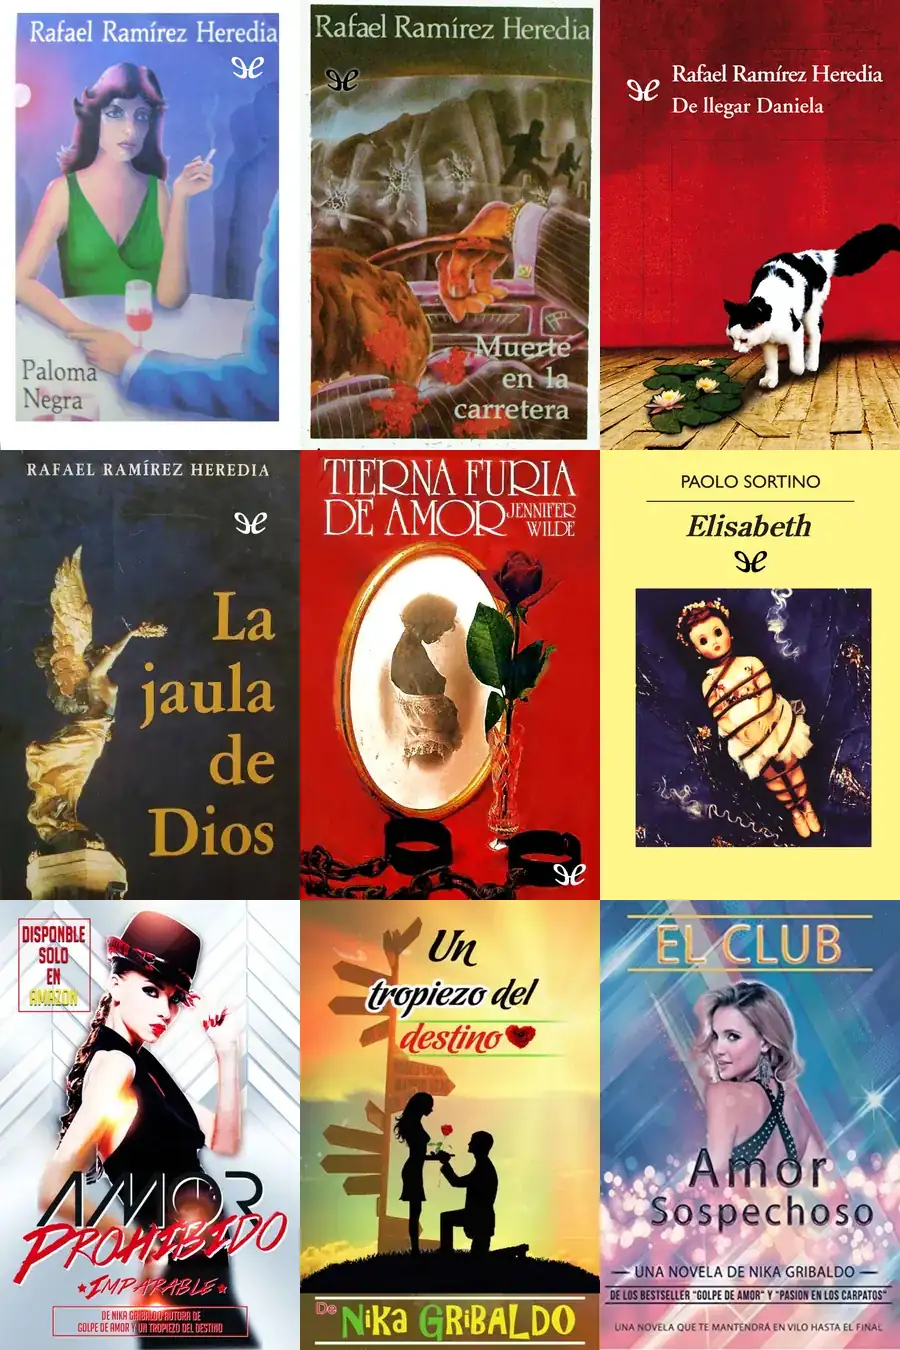 Rafael Ramírez Heredia
Paloma
Negra
Rafael Ramírez Heredia
Muerte
en la
carretera
Rafael Ramírez Heredia
De llegar Daniela
RAFAEL RAMÍREZ HEREDIA
La
jaula
de
Dios
TIERNA FURIA
DE AMOR
JENNIFER
WILDE
PAOLO SORTINO
Elisabeth
DISPONBLE
SOLO
EN
AMAZON
AMOR
PROHIBIDO
IMPARABLE
DE NIKA GRIBALDO AUTORA DE
GOLPE DE AMOR Y UN TROPIEZO DEL DESTINO
Un
tropiezo del
destino
De NiKa GRiBALDO
EL CLUB
Amor
Sospechoso
UNA NOVELA DE NIKA GRIBALDO
DE LOS BESTSELLER "GOLPE DE AMOR" Y "PASION EN LOS CARPATOS"
UNA NOVELA QUE TE MANTENDRÁ EN VILO HASTA EL FINAL